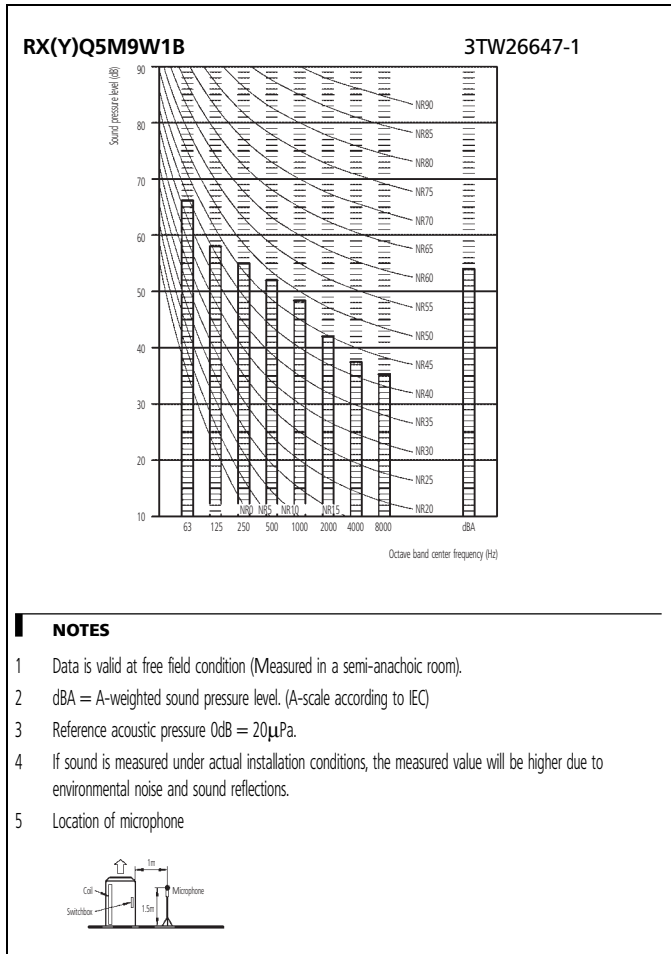 RX(Y)Q5M9W1B 3TW26647-1
Sound pressure level (dB)
90
80
70
60
50
40
30
20
10
NR90
NR85
NR80
NR75
NR70
NR65
NR60
NR55
NR50
NR45
NR40
NR35
NR30
NR25
NR20
NR0 NR5 NR10 NR15
63 125 250 500 1000 2000 4000 8000 dBA
Octave band center frequency (Hz)
NOTES
1 Data is valid at free field condition (Measured in a semi-anachoic room).
2 dBA = A-weighted sound pressure level. (A-scale according to IEC)
3 Reference acoustic pressure 0dB = 20µPa.
4 If sound is measured under actual installation conditions, the measured value will be higher due to
environmental noise and sound reflections.
5 Location of microphone
1m
Coil
Microphone
Switchbox
1.5m